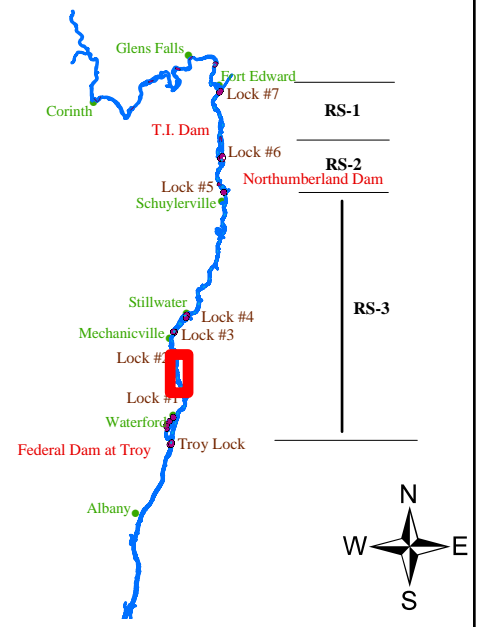 Glens Falls
Fort Edward
Lock #7
Corinth
RS-1
T.I. Dam
Lock #6
RS-2
Northumberland Dam
Lock #5
Schuylerville
Stillwater
Lock #4
RS-3
Mechanicville
Lock #3
Lock #2
Lock #1
Waterford
Federal Dam at Troy
Troy Lock
Albany
N
W
E
S